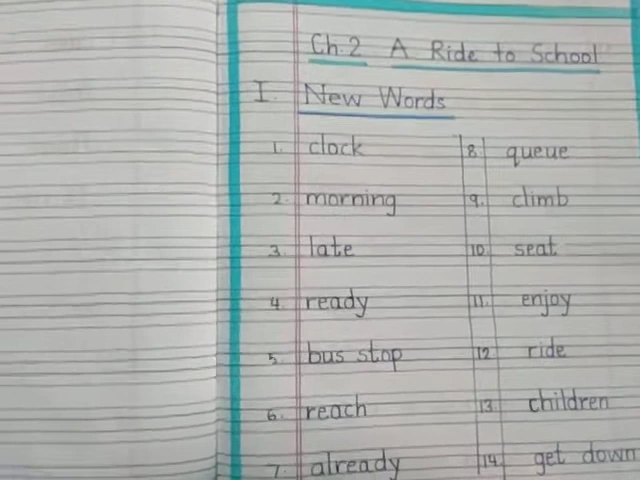 Ch.2 A Ride to School
I. New Words
1. clock 8. queue
2. morning 9. climb
3. late 10. seat
4. ready 11. enjoy
5. bus stop 12. ride
6. reach 13. children
7. already 14. get down